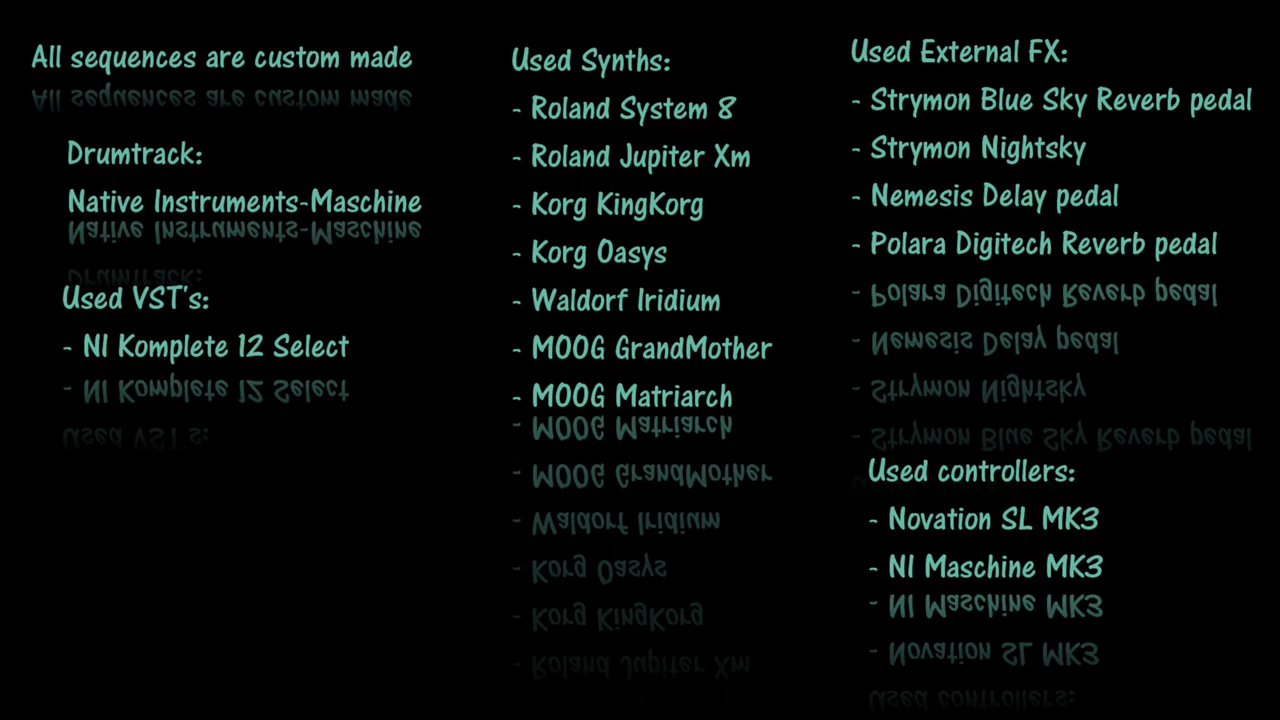 All sequences are custom made
Drumtrack:
Native Instruments-Maschine
Used VST's:
- NI Komplete 12 Select
Used Synths:
- Roland System 8
- Roland Jupiter Xm
- Korg KingKorg
- Korg Oasys
- Waldorf Iridium
- MOOG GrandMother
- MOOG Matriarch
Used External FX:
- Strymon Blue Sky Reverb pedal
- Strymon Nightsky
- Nemesis Delay pedal
- Polara Digitech Reverb pedal
Used controllers:
- Novation SL MK3
- NI Maschine MK3